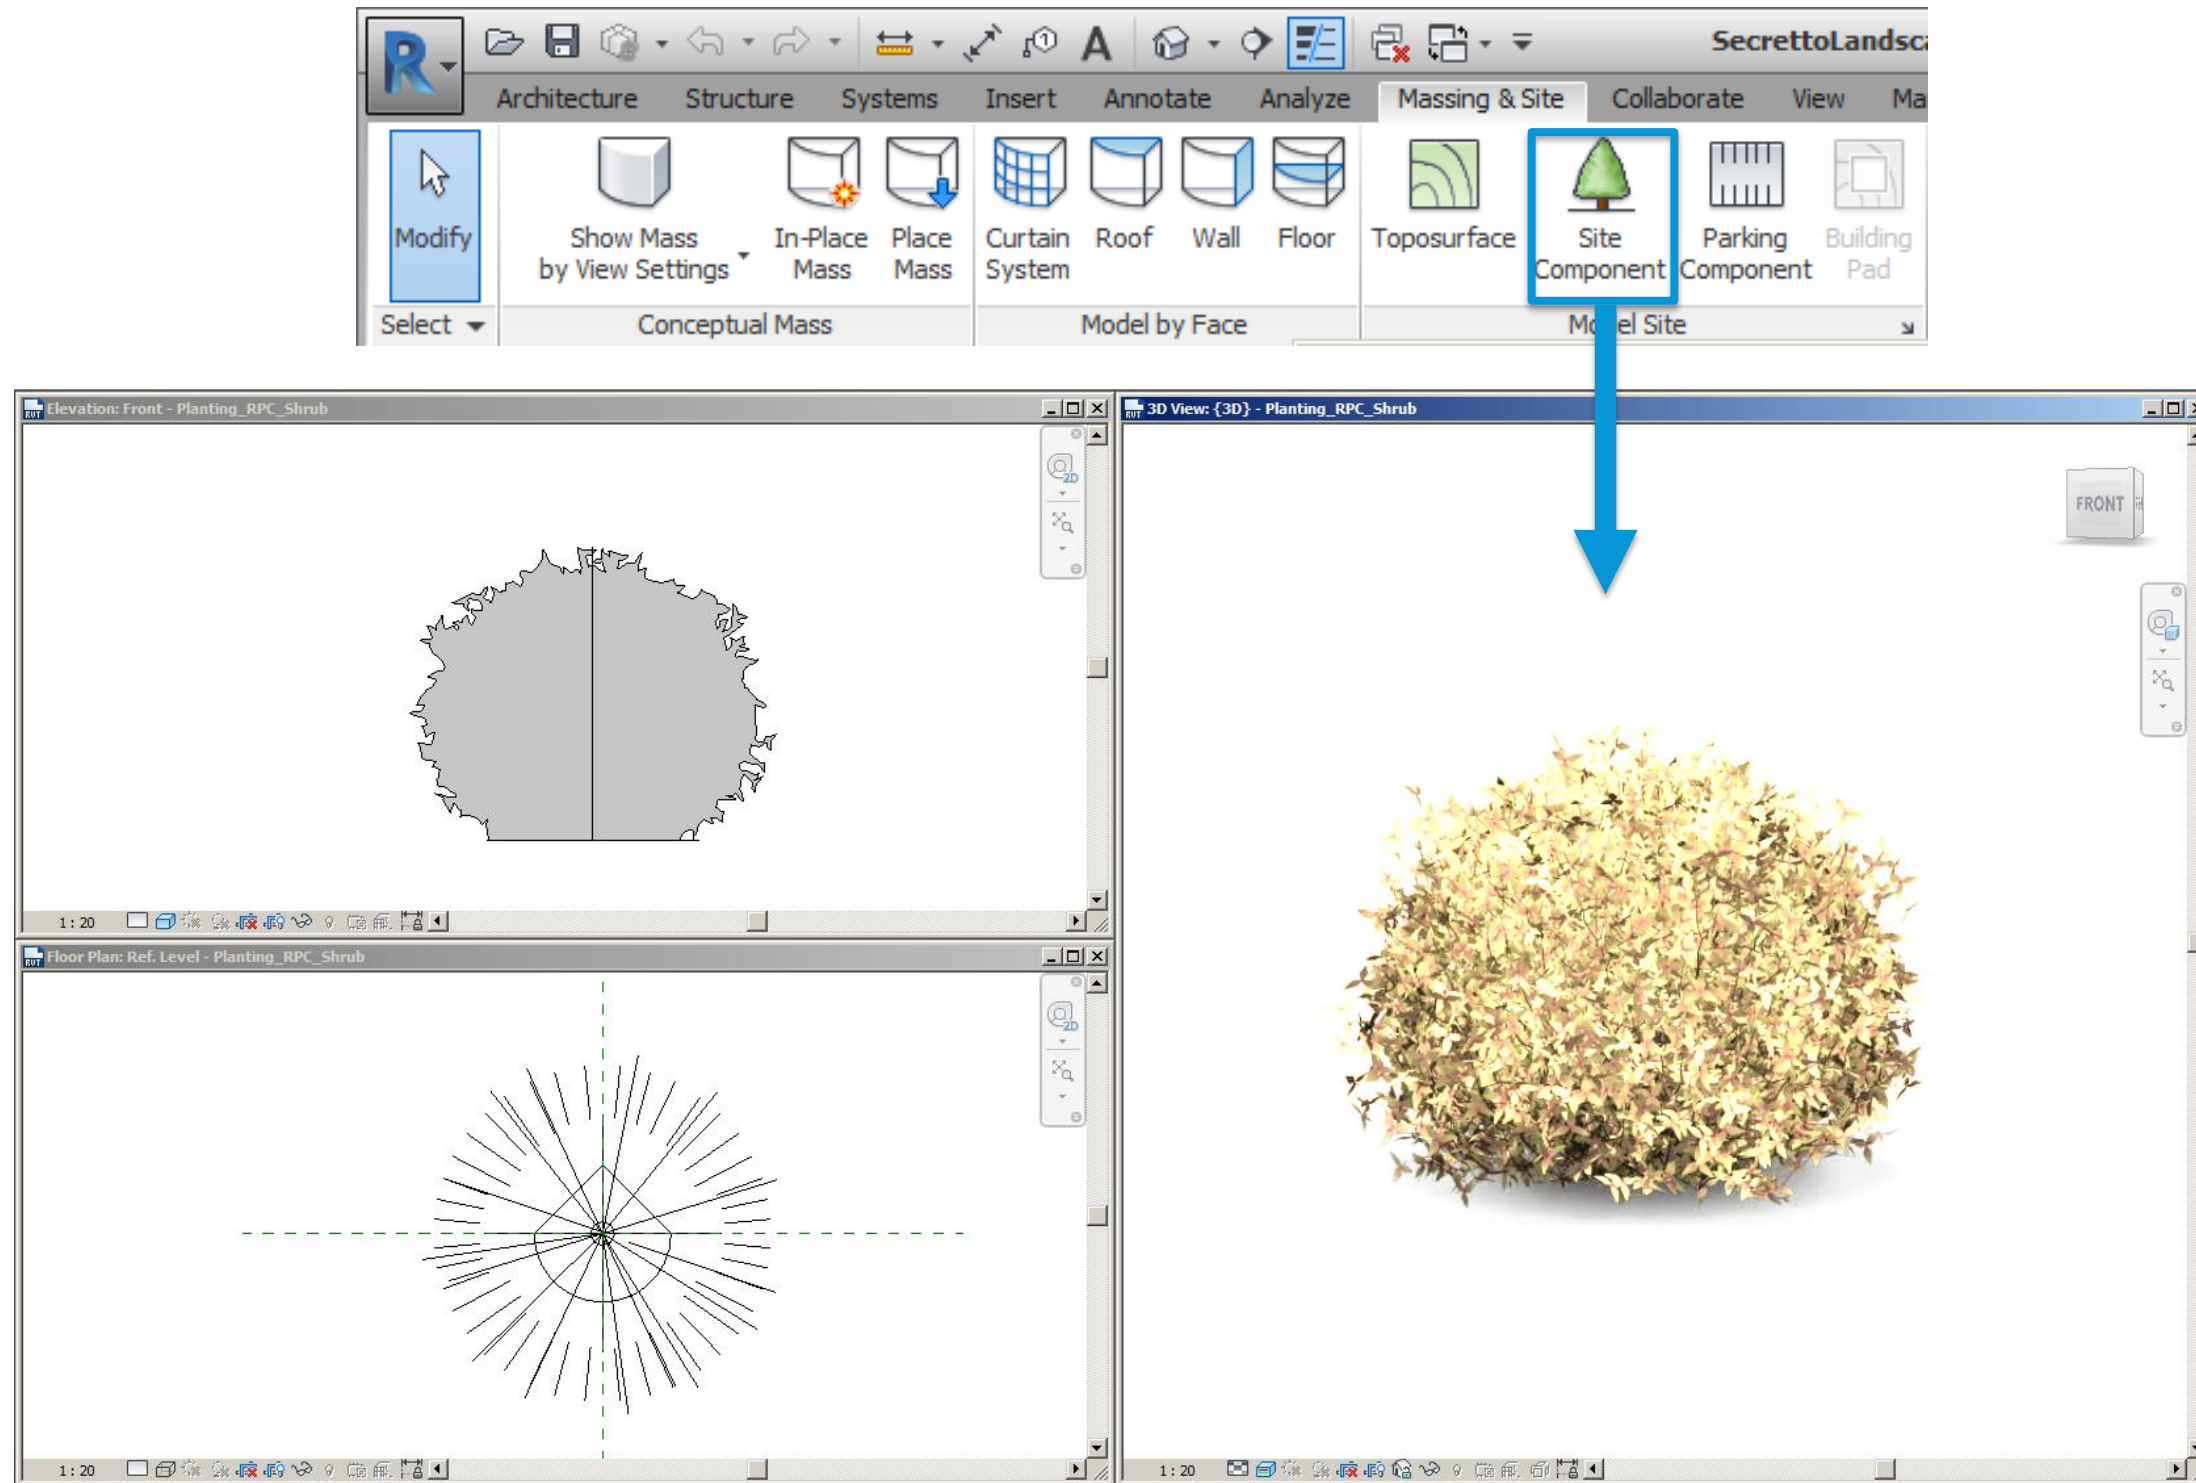 SecrettoLandsca
Architecture Structure Systems Insert Annotate Analyze Massing & Site Collaborate View Ma
Modify
Show Mass
by View Settings
In-Place
Mass
Place
Mass
Curtain
System
Roof
Wall
Floor
Toposurface
Site
Component
Parking
Component
Building
Pad
Select
Conceptual Mass
Model by Face
Model Site
Elevation: Front - Planting_RPC_Shrub
2D
1 : 20
Floor Plan: Ref. Level - Planting_RPC_Shrub
2D
1 : 20
3D View: {3D} - Planting_RPC_Shrub
FRONT
1 : 20